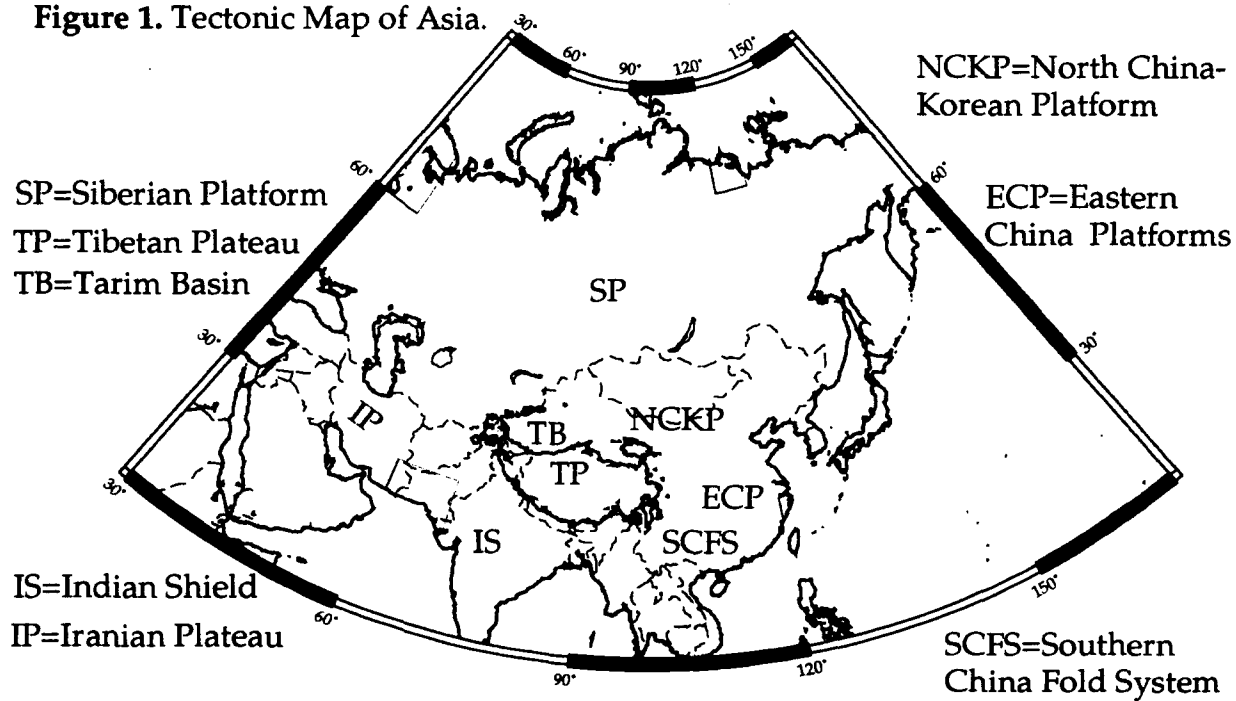 Figure 1. Tectonic Map of Asia.
30°
60°
90°
120°
150°
NCKP=North China-
Korean Platform
60°
60°
SP=Siberian Platform
TP=Tibetan Plateau
TB=Tarim Basin
ECP=Eastern
China Platforms
SP
30°
30°
IP
TB
NCKP
TP
ECP
IS
SCFS
30°
60°
90°
120°
150°
IS=Indian Shield
IP=Iranian Plateau
SCFS=Southern
China Fold System